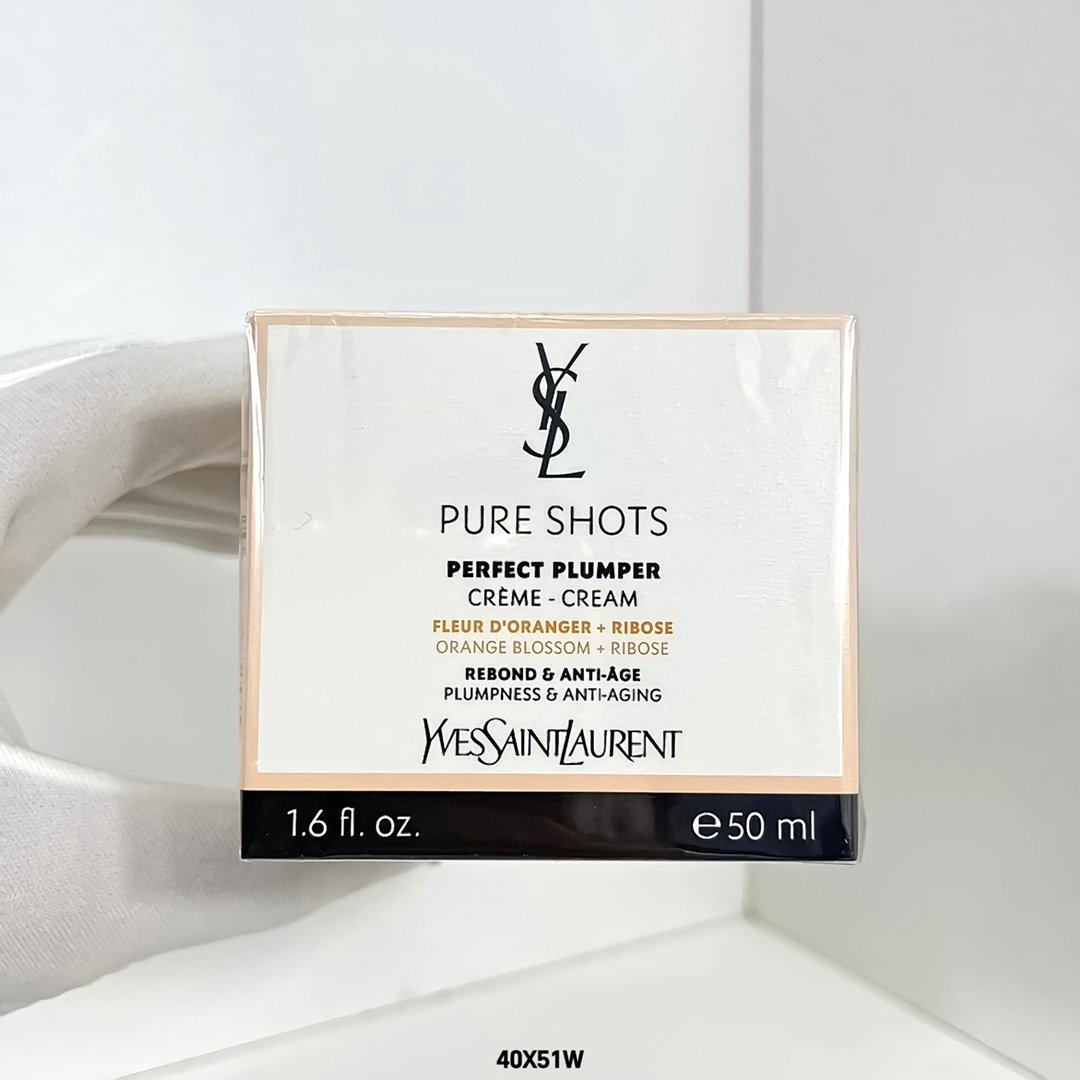 YSL
PURE SHOTS
PERFECT PLUMPER
CRÈME - CREAM
FLEUR D'ORANGER + RIBOSE
ORANGE BLOSSOM + RIBOSE
REBOND & ANTI-ÂGE
PLUMPNESS & ANTI-AGING
YVESSAINTLAURENT
1.6 fl. oz. ℮50 ml
40X51W